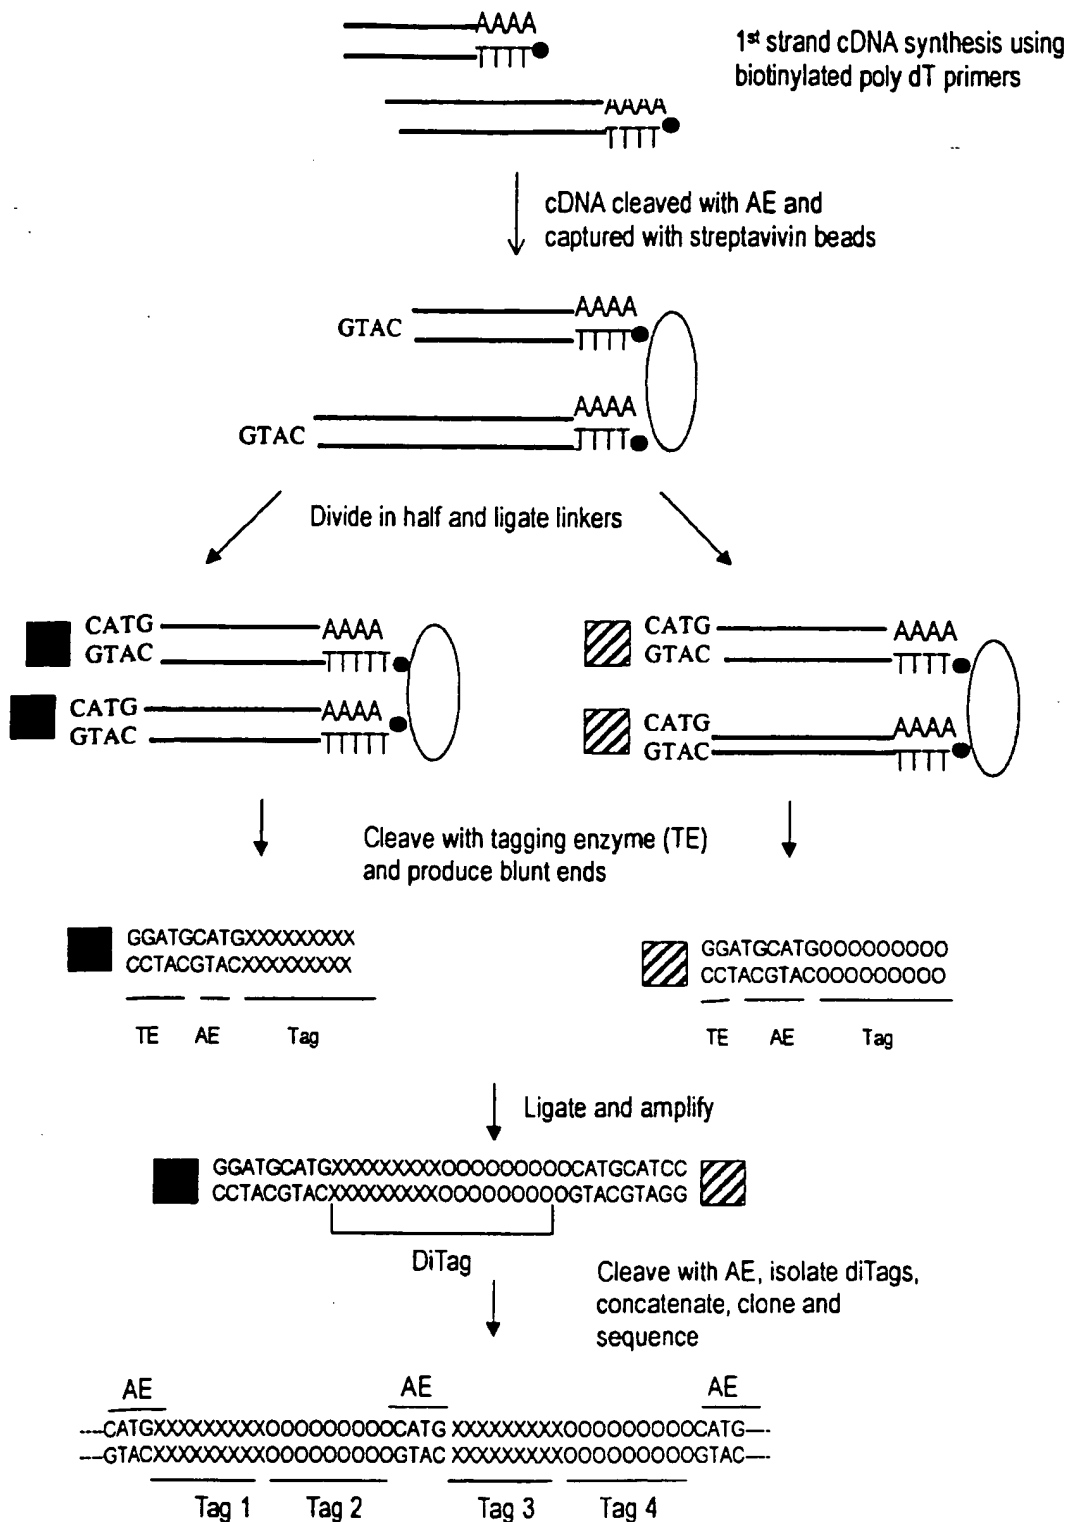 AAAA
TTTT
1st strand cDNA synthesis using
biotinylated poly dT primers
AAAA
TTTT
cDNA cleaved with AE and
captured with streptavivin beads
AAAA
GTAC
TTTT
AAAA
GTAC
TTTT
Divide in half and ligate linkers
CATG AAAA
GTAC TTTTT
CATG AAAA
GTAC TTTTT
CATG AAAA
GTAC TTTT
CATG AAAA
GTAC TTTT
Cleave with tagging enzyme (TE)
and produce blunt ends
GGATGCATGXXXXXXXXX
CCTACGTACXXXXXXXXX
TE AE Tag
GGATGCATGOOOOOOOOO
CCTACGTACOOOOOOOOO
TE AE Tag
Ligate and amplify
GGATGCATGXXXXXXXXXOOOOOOOOOCATGCATCC
CCTACGTACXXXXXXXXXOOOOOOOOOGTACGTAGG
DiTag
Cleave with AE, isolate diTags,
concatenate, clone and
sequence
AE AE AE
----CATGXXXXXXXXXOOOOOOOOOCATGXXXXXXXXXOOOOOOOOOCATG----
----GTACXXXXXXXXXOOOOOOOOOGTACXXXXXXXXXOOOOOOOOOGTAC----
Tag 1 Tag 2 Tag 3 Tag 4